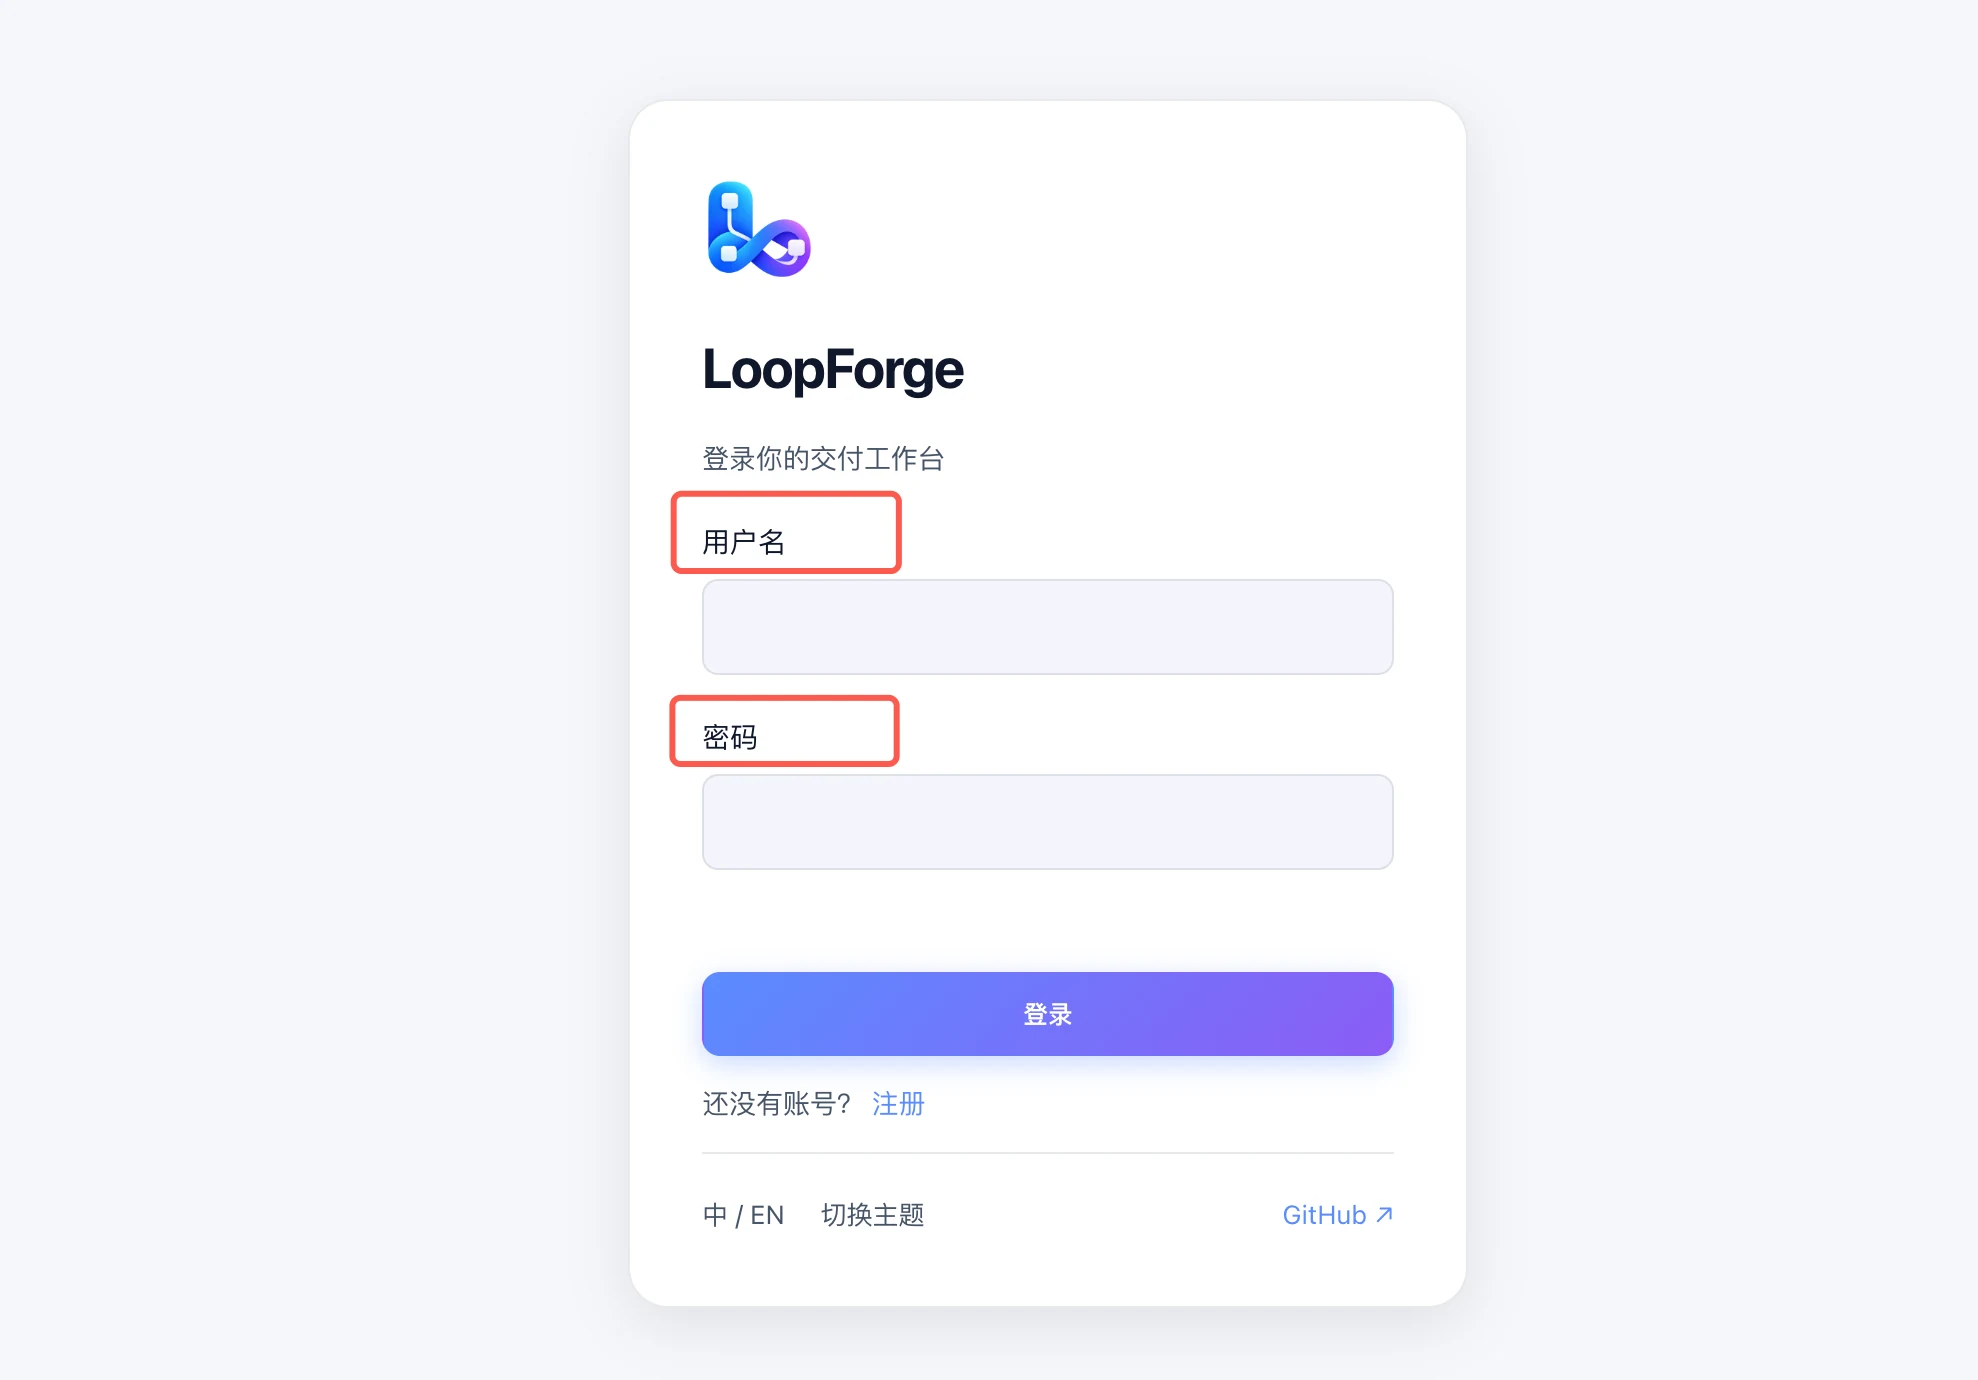 LoopForge
登录你的交付工作台
用户名
密码
登录
还没有账号? 注册
中 / EN 切换主题 GitHub ↗